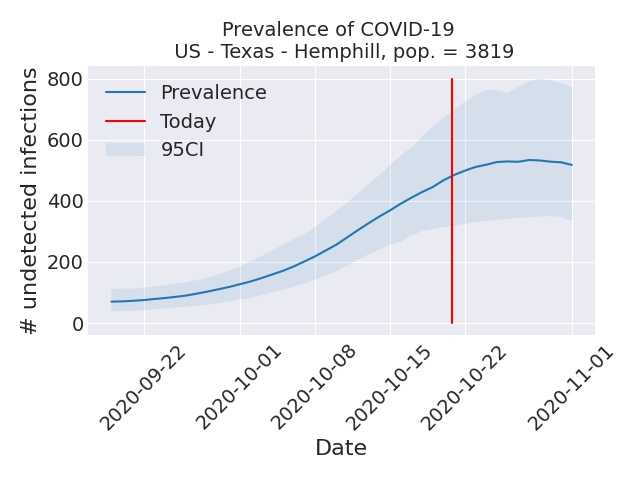 Prevalence of COVID-19
US - Texas - Hemphill, pop. = 3819
Prevalence
Today
95CI
# undetected infections
800
600
400
200
0
2020-09-22
2020-10-01
2020-10-08
2020-10-15
2020-10-22
2020-11-01
Date